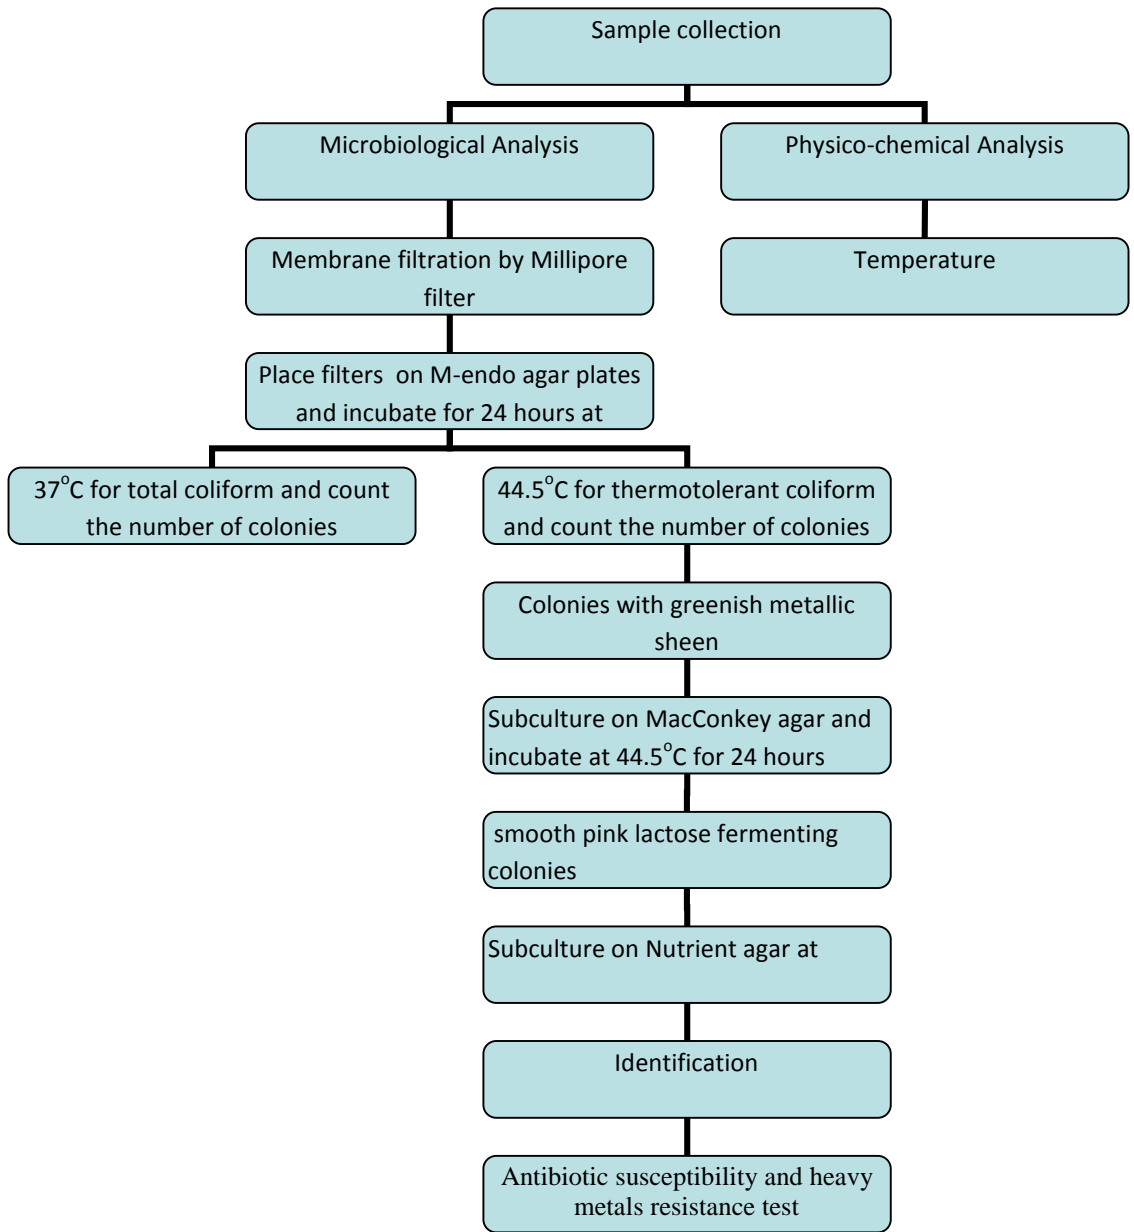 Sample collection
Microbiological Analysis
Physico-chemical Analysis
Membrane filtration by Millipore
filter
Temperature
Place filters on M-endo agar plates
and incubate for 24 hours at
37°C for total coliform and count
the number of colonies
44.5°C for thermotolerant coliform
and count the number of colonies
Colonies with greenish metallic
sheen
Subculture on MacConkey agar and
incubate at 44.5°C for 24 hours
smooth pink lactose fermenting
colonies
Subculture on Nutrient agar at
Identification
Antibiotic susceptibility and heavy
metals resistance test